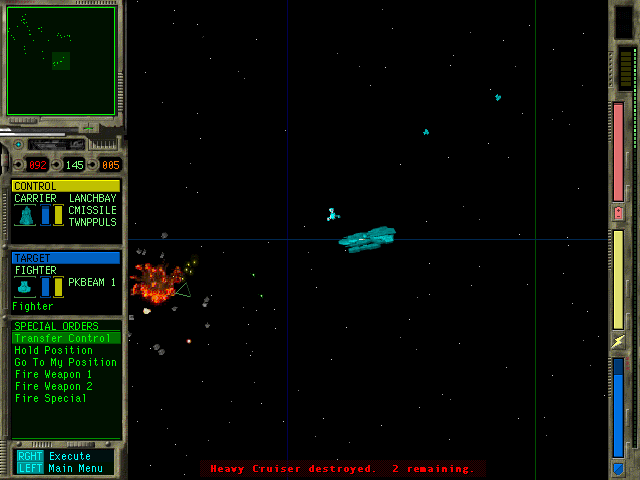 092 145 005
CONTROL
CARRIER LANCHBAY
CMISSILE
TWNPPULS
TARGET
FIGHTER
PKBEAM 1
Fighter
SPECIAL ORDERS
Transfer Control
Hold Position
Go To My Position
Fire Weapon 1
Fire Weapon 2
Fire Special
RGHT Execute
LEFT Main Menu
Heavy Cruiser destroyed. 2 remaining.